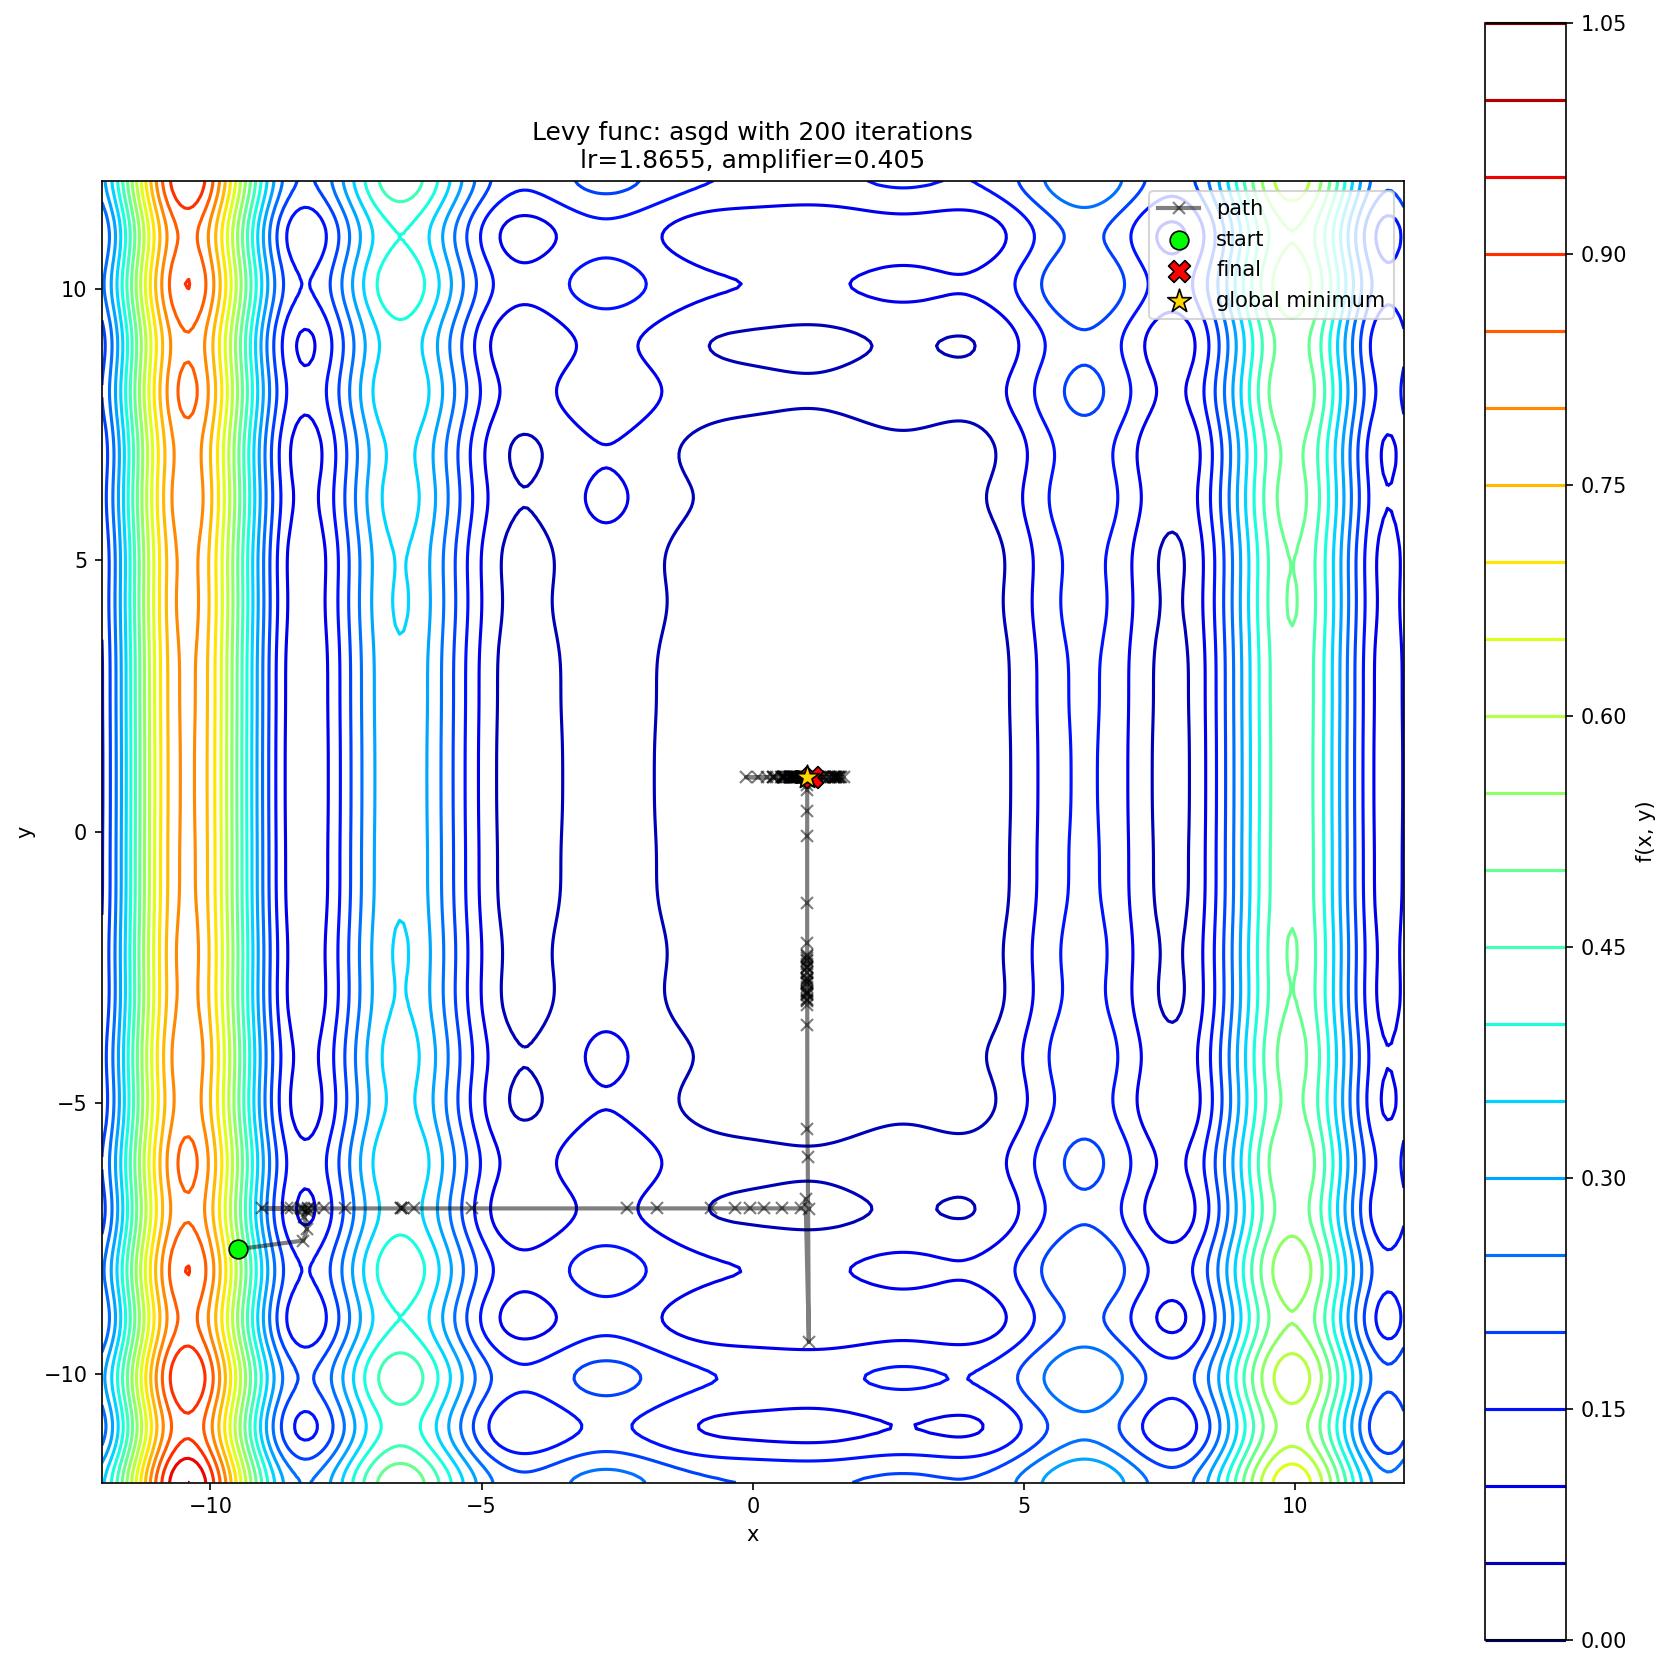 Levy func: asgd with 200 iterations
lr=1.8655, amplifier=0.405
path
start
final
global minimum
10
5
0
−5
−10
y
−10
−5
0
5
10
x
1.05
0.90
0.75
0.60
0.45
0.30
0.15
0.00
f(x, y)